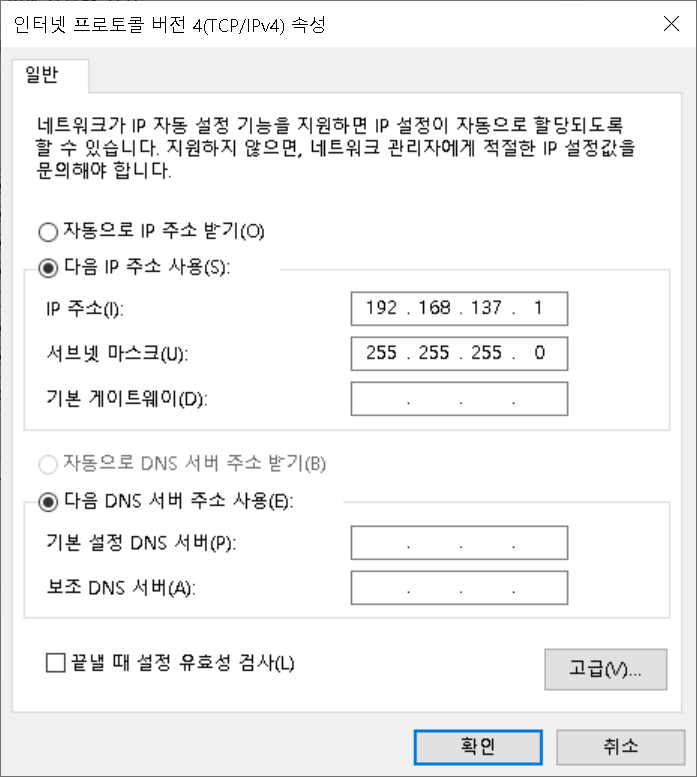 인터넷 프로토콜 버전 4(TCP/IPv4) 속성
일반
네트워크가 IP 자동 설정 기능을 지원하면 IP 설정이 자동으로 할당되도록
할 수 있습니다. 지원하지 않으면, 네트워크 관리자에게 적절한 IP 설정값을
문의해야 합니다.
자동으로 IP 주소 받기(O)
다음 IP 주소 사용(S):
IP 주소(I): 192 . 168 . 137 . 1
서브넷 마스크(U): 255 . 255 . 255 . 0
기본 게이트웨이(D): . . .
자동으로 DNS 서버 주소 받기(B)
다음 DNS 서버 주소 사용(E):
기본 설정 DNS 서버(P): . . .
보조 DNS 서버(A): . . .
끝낼 때 설정 유효성 검사(L)
고급(V)...
확인
취소